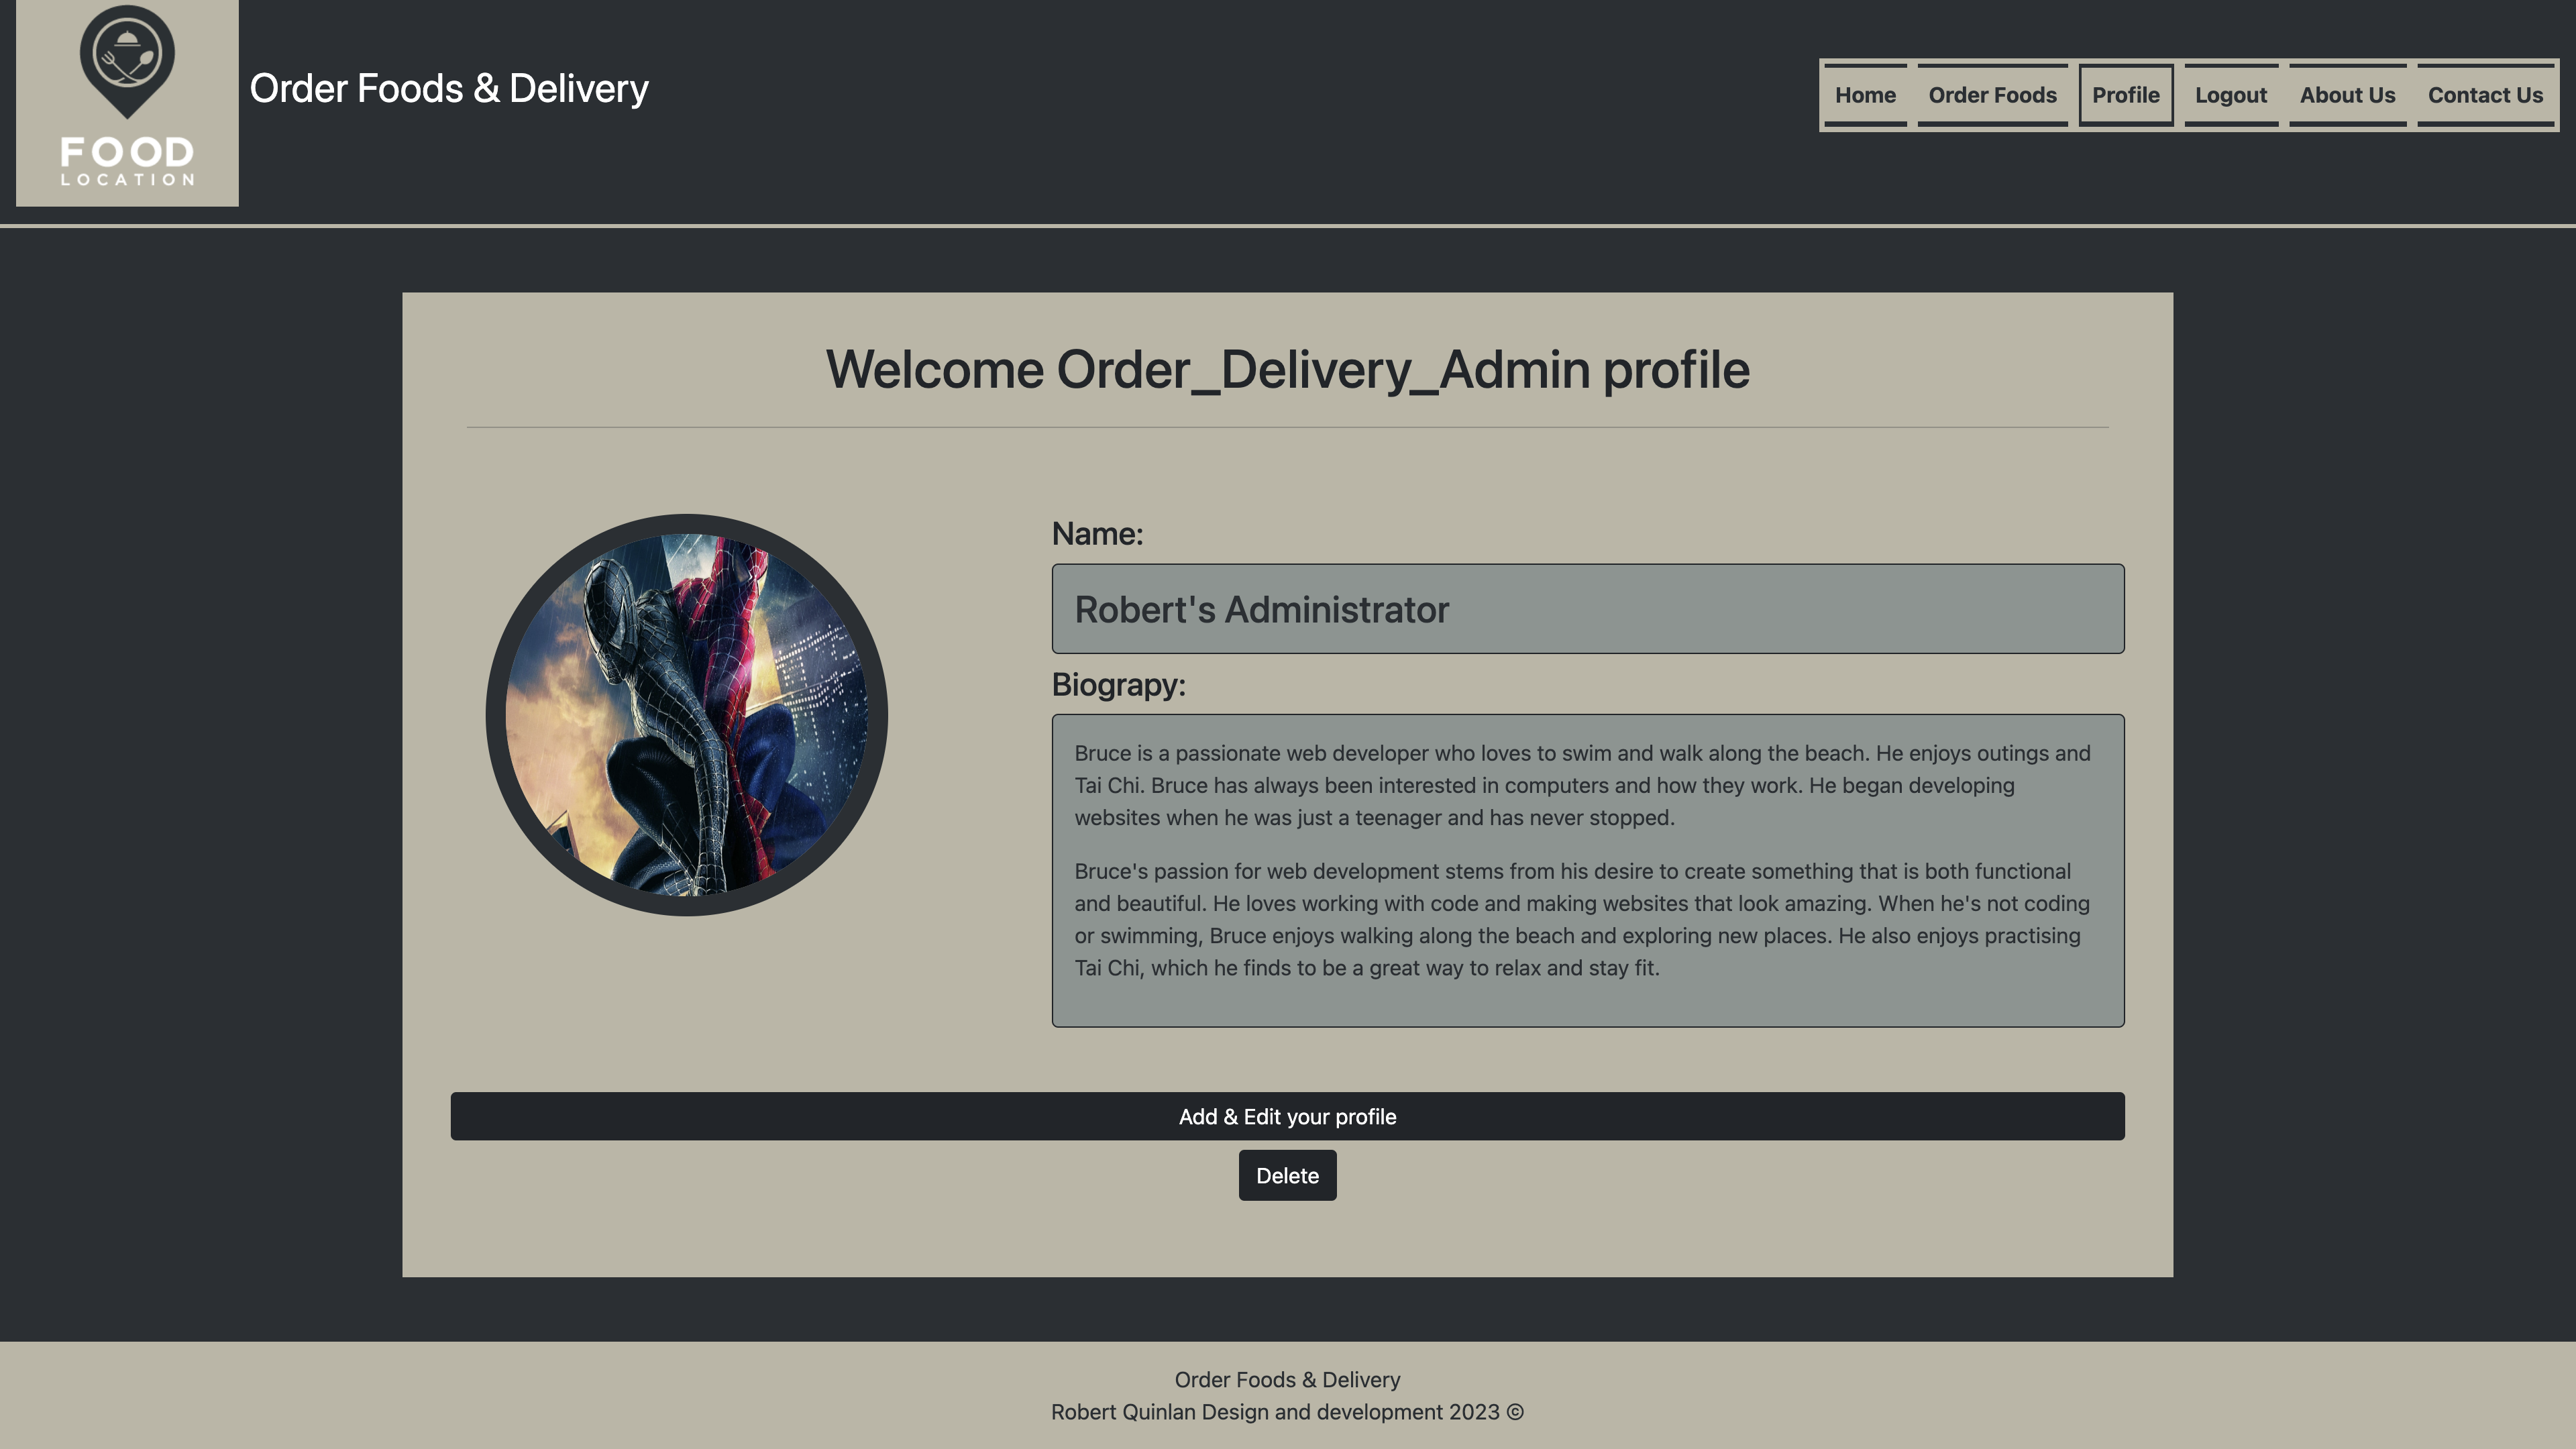 FOOD
LOCATION
Order Foods & Delivery
Home
Order Foods
Profile
Logout
About Us
Contact Us
Welcome Order_Delivery_Admin profile
Name:
Robert's Administrator
Biograpy:
Bruce is a passionate web developer who loves to swim and walk along the beach. He enjoys outings and
Tai Chi. Bruce has always been interested in computers and how they work. He began developing
websites when he was just a teenager and has never stopped.
Bruce's passion for web development stems from his desire to create something that is both functional
and beautiful. He loves working with code and making websites that look amazing. When he's not coding
or swimming, Bruce enjoys walking along the beach and exploring new places. He also enjoys practising
Tai Chi, which he finds to be a great way to relax and stay fit.
Add & Edit your profile
Delete
Order Foods & Delivery
Robert Quinlan Design and development 2023 ©